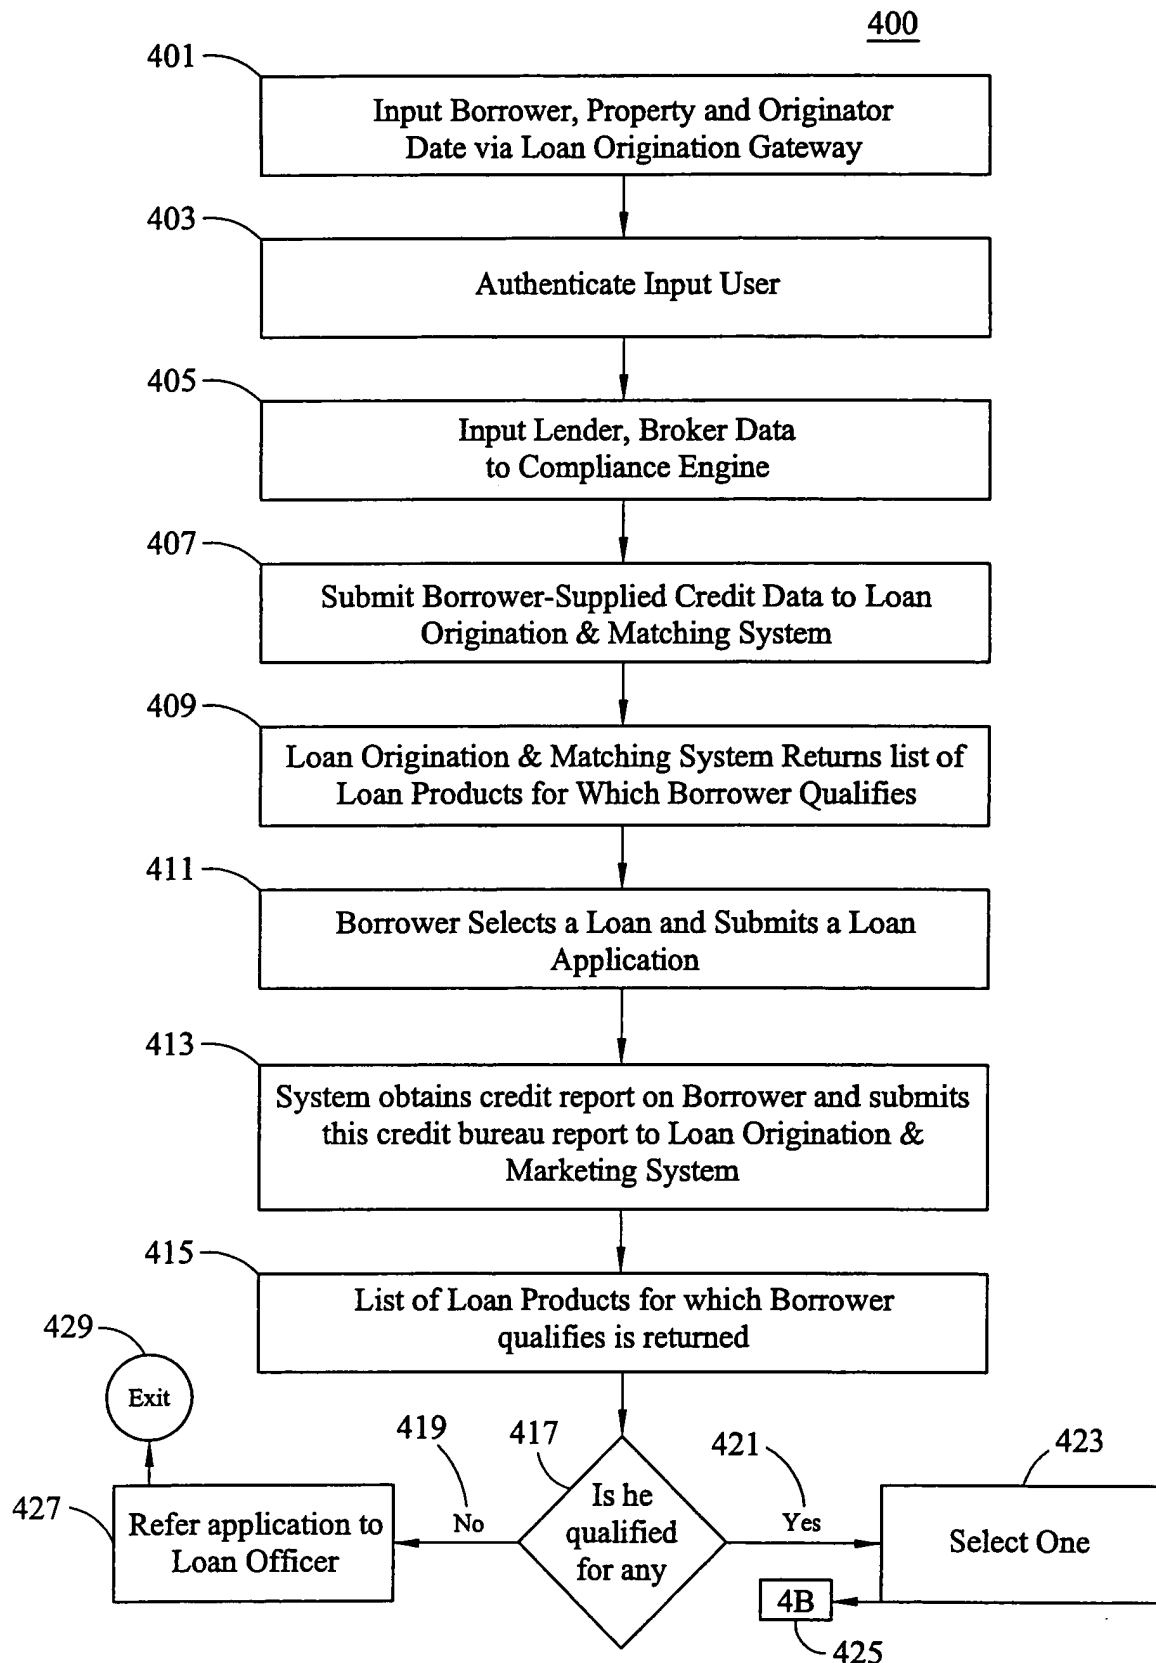 400
401
Input Borrower, Property and Originator
Date via Loan Origination Gateway
403
Authenticate Input User
405
Input Lender, Broker Data
to Compliance Engine
407
Submit Borrower-Supplied Credit Data to Loan
Origination & Matching System
409
Loan Origination & Matching System Returns list of
Loan Products for Which Borrower Qualifies
411
Borrower Selects a Loan and Submits a Loan
Application
413
System obtains credit report on Borrower and submits
this credit bureau report to Loan Origination &
Marketing System
415
List of Loan Products for which Borrower
qualifies is returned
429
Exit
419
417
421
423
427
Refer application to
Loan Officer
No
Is he
qualified
for any
Yes
Select One
4B
425